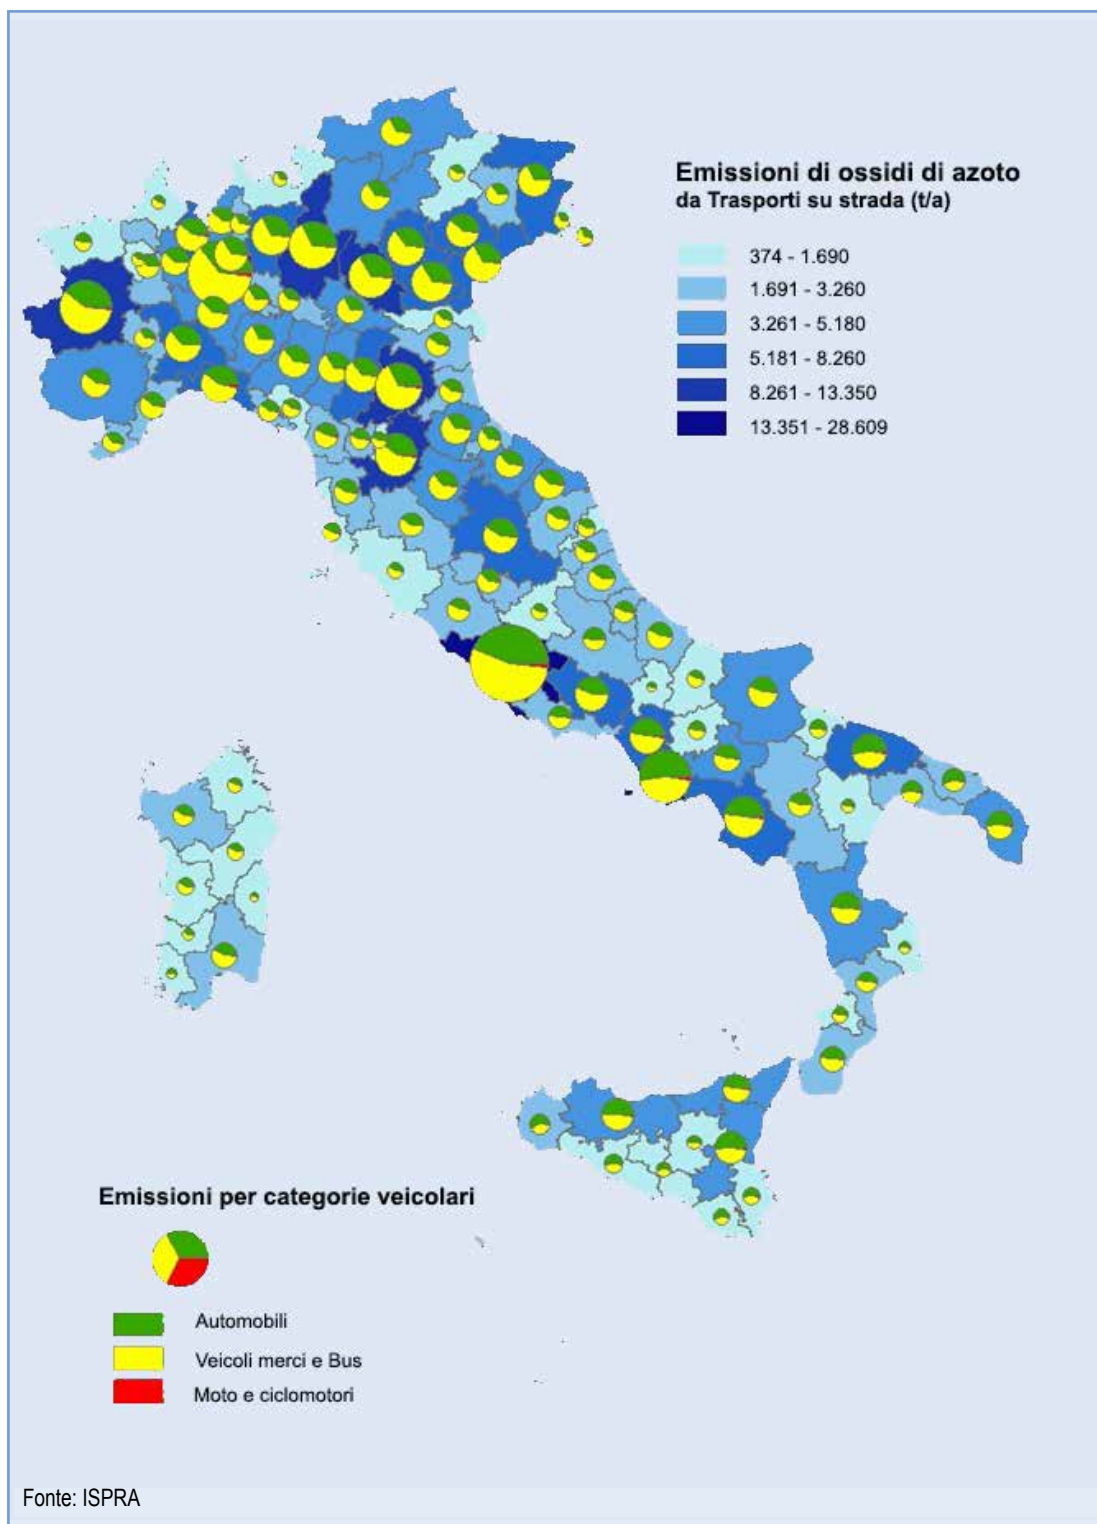 Emissioni di ossidi di azoto
da Trasporti su strada (t/a)
374 - 1.690
1.691 - 3.260
3.261 - 5.180
5.181 - 8.260
8.261 - 13.350
13.351 - 28.609
Emissioni per categorie veicolari
Automobili
Veicoli merci e Bus
Moto e ciclomotori
Fonte: ISPRA